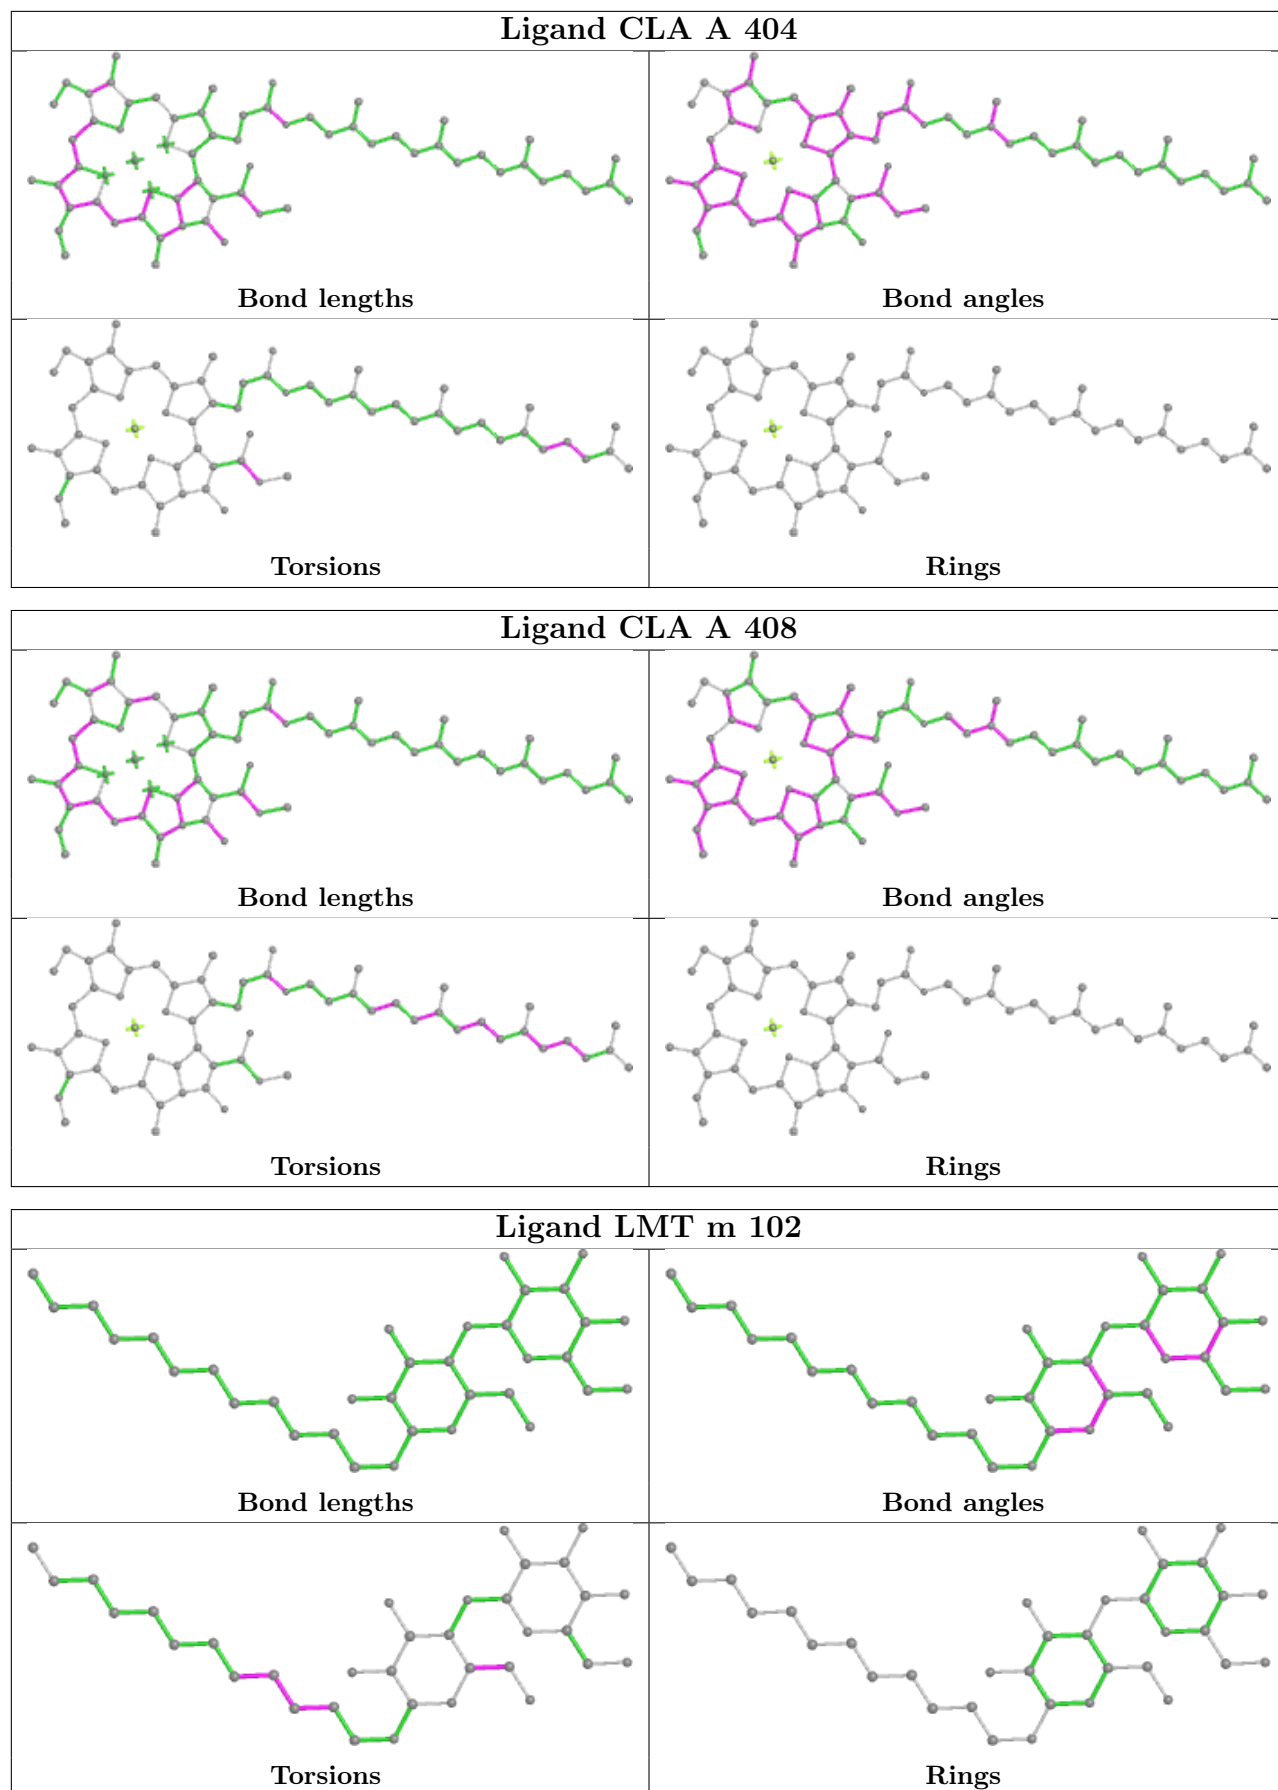 Ligand CLA A 404
Bond lengths
Bond angles
Torsions
Rings
Ligand CLA A 408
Bond lengths
Bond angles
Torsions
Rings
Ligand LMT m 102
Bond lengths
Bond angles
Torsions
Rings